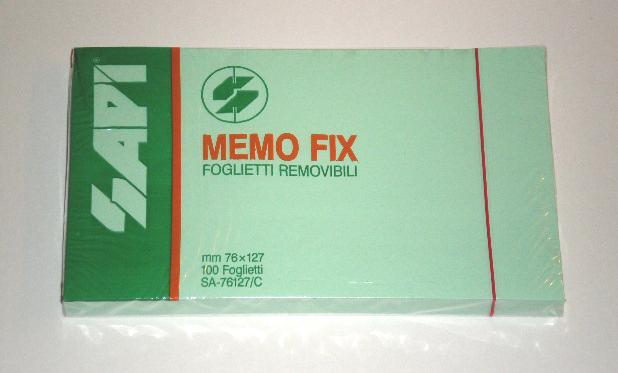 SAPI®
MEMO FIX
FOGLIETTI REMOVIBILI
mm 76×127
100 Foglietti
SA-76127/C